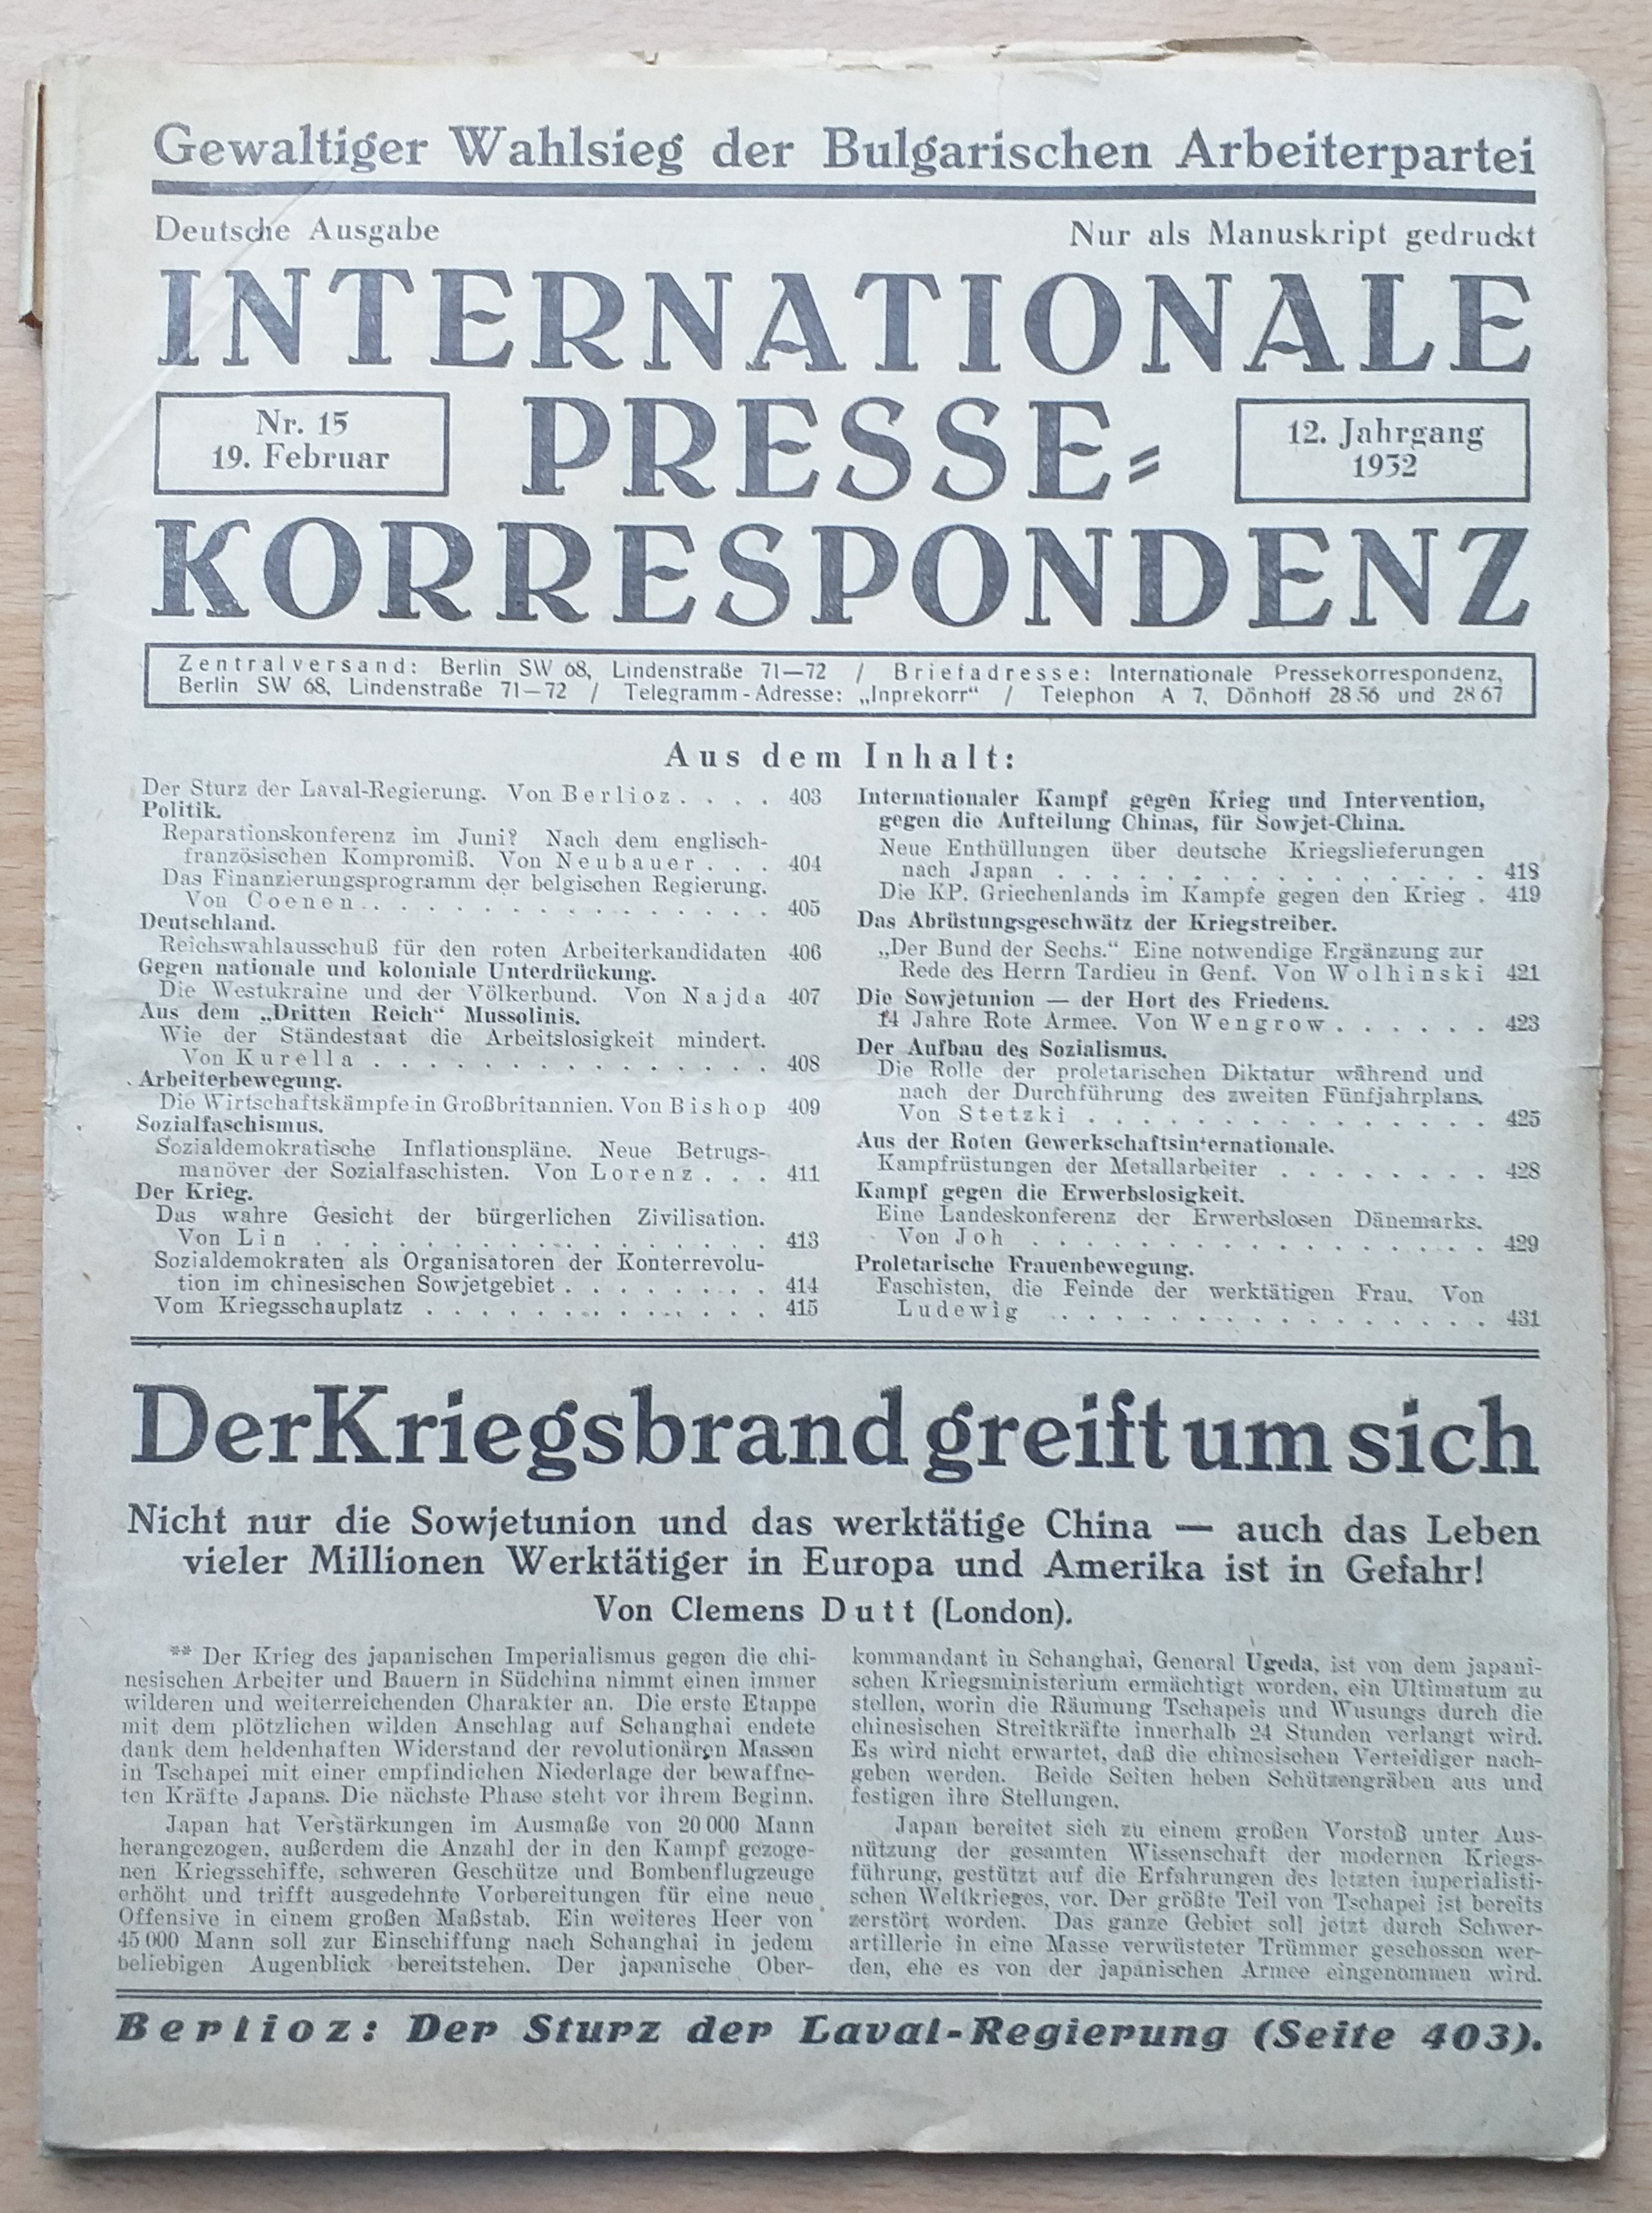 Gewaltiger Wahlsieg der Bulgarischen Arbeiterpartei
Deutsche Ausgabe
Nur als Manuskript gedruckt
INTERNATIONALE
Nr. 15
19. Februar
PRESSE=
12. Jahrgang
1932
KORRESPONDENZ
Zentralversand: Berlin SW 68, Lindenstraße 71—72 / Briefadresse: Internationale Pressekorrespondenz,
Berlin SW 68, Lindenstraße 71—72 / Telegramm-Adresse: „Inprekorr“ / Telephon A 7, Dönhoff 28 56 und 28 67
Aus dem Inhalt:
Der Sturz der Laval-Regierung. Von Berlioz . . . . 403
Politik.
Reparationskonferenz im Juni? Nach dem englisch-
französischen Kompromiß. Von Neubauer . . . 404
Das Finanzierungsprogramm der belgischen Regierung.
Von Coenen . . . . . . . . . . . . . . . 405
Deutschland.
Reichswahlausschuß für den roten Arbeiterkandidaten 406
Gegen nationale und koloniale Unterdrückung.
Die Westukraine und der Völkerbund. Von Najda 407
Aus dem „Dritten Reich“ Mussolinis.
Wie der Ständestaat die Arbeitslosigkeit mindert.
Von Kurella . . . . . . . . . . . . . . . 408
Arbeiterbewegung.
Die Wirtschaftskämpfe in Großbritannien. Von Bishop 409
Sozialfaschismus.
Sozialdemokratische Inflationspläne. Neue Betrugs-
manöver der Sozialfaschisten. Von Lorenz . . . 411
Der Krieg.
Das wahre Gesicht der bürgerlichen Zivilisation.
Von Lin . . . . . . . . . . . . . . . . . 413
Sozialdemokraten als Organisatoren der Konterrevolu-
tion im chinesischen Sowjetgebiet . . . . . . . . 414
Vom Kriegsschauplatz . . . . . . . . . . . . . 415
Internationaler Kampf gegen Krieg und Intervention,
gegen die Aufteilung Chinas, für Sowjet-China.
Neue Enthüllungen über deutsche Kriegslieferungen
nach Japan . . . . . . . . . . . . . . . . 418
Die KP. Griechenlands im Kampfe gegen den Krieg . 419
Das Abrüstungsgeschwätz der Kriegstreiber.
„Der Bund der Sechs.“ Eine notwendige Ergänzung zur
Rede des Herrn Tardieu in Genf. Von Wolhinski 421
Die Sowjetunion — der Hort des Friedens.
14 Jahre Rote Armee. Von Wengrow . . . . . . 423
Der Aufbau des Sozialismus.
Die Rolle der proletarischen Diktatur während und
nach der Durchführung des zweiten Fünfjahrplans.
Von Stetzki . . . . . . . . . . . . . . . 425
Aus der Roten Gewerkschaftsinternationale.
Kampfrüstungen der Metallarbeiter . . . . . . . . 428
Kampf gegen die Erwerbslosigkeit.
Eine Landeskonferenz der Erwerbslosen Dänemarks.
Von Joh . . . . . . . . . . . . . . . . . 429
Proletarische Frauenbewegung.
Faschisten, die Feinde der werktätigen Frau. Von
Ludewig . . . . . . . . . . . . . . . . 431
Der Kriegsbrand greift um sich
Nicht nur die Sowjetunion und das werktätige China — auch das Leben
vieler Millionen Werktätiger in Europa und Amerika ist in Gefahr!
Von Clemens Dutt (London).
** Der Krieg des japanischen Imperialismus gegen die chi-
nesischen Arbeiter und Bauern in Südchina nimmt einen immer
wilderen und weiterreichenden Charakter an. Die erste Etappe
mit dem plötzlichen wilden Anschlag auf Schanghai endete
dank dem heldenhaften Widerstand der revolutionären Massen
in Tschapei mit einer empfindichen Niederlage der bewaffne-
ten Kräfte Japans. Die nächste Phase steht vor ihrem Beginn.
Japan hat Verstärkungen im Ausmaße von 20 000 Mann
herangezogen, außerdem die Anzahl der in den Kampf gezoge-
nen Kriegsschiffe, schweren Geschütze und Bombenflugzeuge
erhöht und trifft ausgedehnte Vorbereitungen für eine neue
Offensive in einem großen Maßstab. Ein weiteres Heer von
45 000 Mann soll zur Einschiffung nach Schanghai in jedem
beliebigen Augenblick bereitstehen. Der japanische Ober-
kommandant in Schanghai, General Ugeda, ist von dem japani-
schen Kriegsministerium ermächtigt worden, ein Ultimatum zu
stellen, worin die Räumung Tschapeis und Wusungs durch die
chinesischen Streitkräfte innerhalb 24 Stunden verlangt wird.
Es wird nicht erwartet, daß die chinesischen Verteidiger nach-
geben werden. Beide Seiten heben Schützengräben aus und
festigen ihre Stellungen.
Japan bereitet sich zu einem großen Vorstoß unter Aus-
nützung der gesamten Wissenschaft der modernen Kriegs-
führung, gestützt auf die Erfahrungen des letzten imperialisti-
schen Weltkrieges, vor. Der größte Teil von Tschapei ist bereits
zerstört worden. Das ganze Gebiet soll jetzt durch Schwer-
artillerie in eine Masse verwüsteter Trümmer geschossen wer-
den, ehe es von der japanischen Armee eingenommen wird.
Berlioz: Der Sturz der Laval-Regierung (Seite 403).